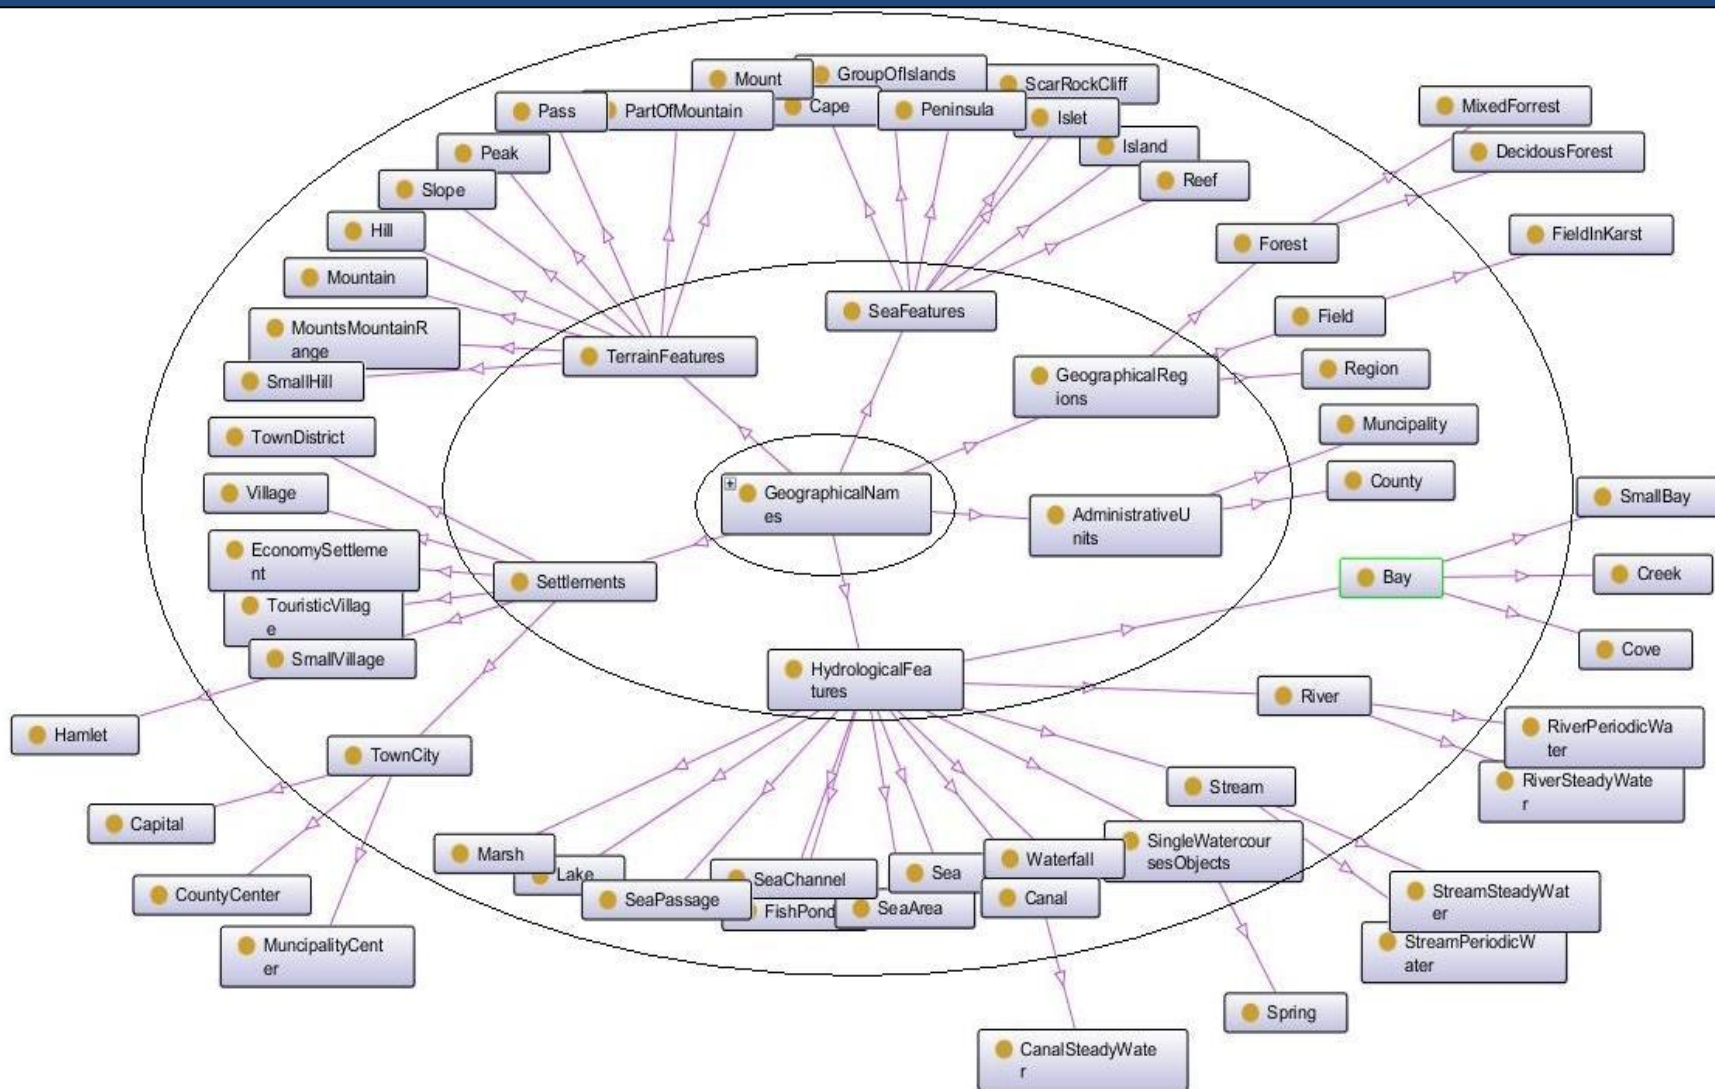 Mount
GroupOfIslands
ScarRockCliff
Pass
PartOfMountain
Cape
Peninsula
Islet
MixedForrest
Peak
Island
DecidousForest
Slope
Reef
Hill
Forest
FieldInKarst
Mountain
SeaFeatures
Field
MountsMountainR
ange
TerrainFeatures
SmallHill
GeographicalReg
ions
Region
TownDistrict
Muncipality
Village
GeographicalNam
es
County
SmallBay
AdministrativeU
nits
EconomySettleme
nt
Settlements
Bay
Creek
TouristicVillag
e
SmallVillage
Cove
HydrologicalFea
tures
River
Hamlet
RiverPeriodicWa
ter
TownCity
RiverSteadyWate
r
Stream
Capital
Marsh
Lake
SeaPassage
SeaChannel
FishPond
Sea
SeaArea
Waterfall
Canal
SingleWatercour
sesObjects
CountyCenter
StreamSteadyWat
er
MuncipalityCent
er
StreamPeriodicW
ater
Spring
CanalSteadyWate
r